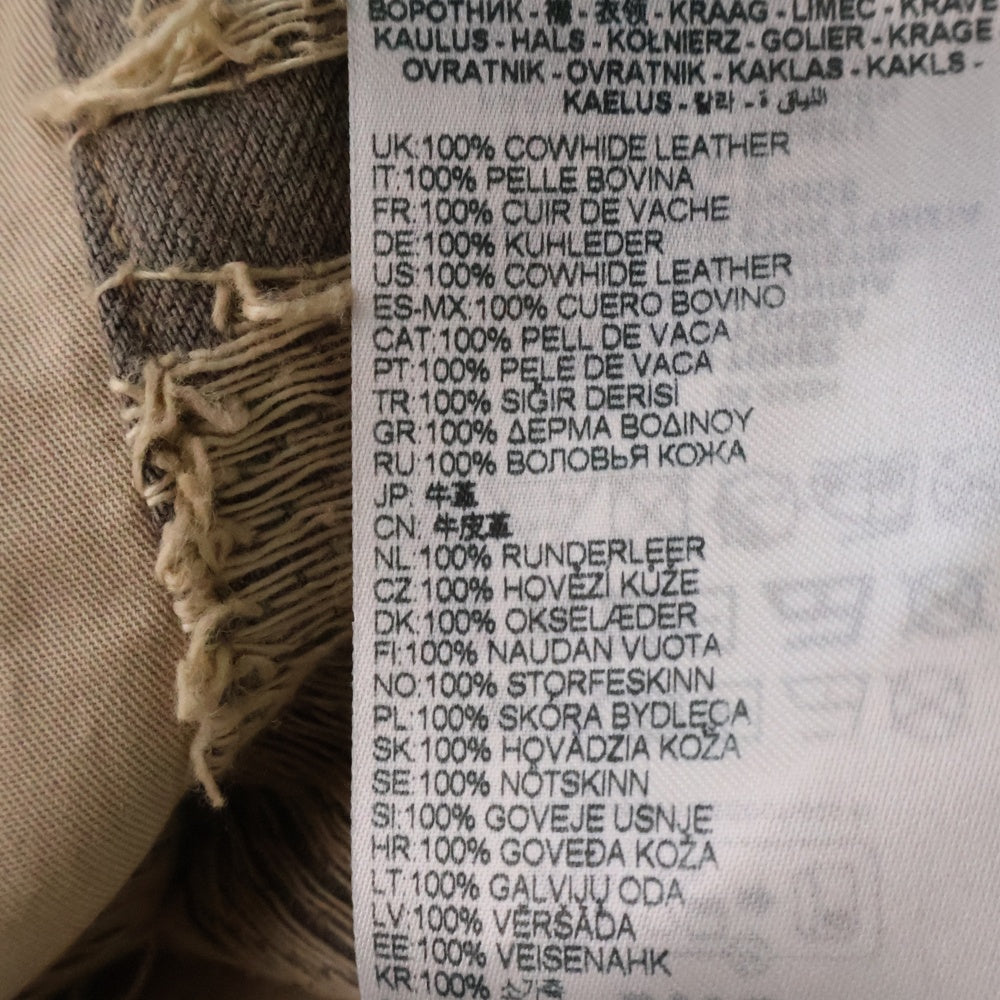 ВОРОТНИК - 襟 - 衣领 - KRAAG - LÍMEC - KRAVE
KAULUS - HALS - KOŁNIERZ - GOLIER - KRAGE
OVRATNIK - OVRATNIK - KAKLAS - KAKLS -
KAELUS - 칼라 -
UK:100% COWHIDE LEATHER
IT:100% PELLE BOVINA
FR:100% CUIR DE VACHE
DE:100% KUHLEDER
US:100% COWHIDE LEATHER
ES-MX:100% CUERO BOVINO
CAT:100% PELL DE VACA
PT:100% PELE DE VACA
TR:100% SIĞIR DERİSİ
GR:100% ΔΕΡΜΑ ΒΟΔΙΝΟΥ
RU:100% ВОЛОВЬЯ КОЖА
JP: 牛革
CN: 牛皮革
NL:100% RUNDERLEER
CZ:100% HOVĚZÍ KŮŽE
DK:100% OKSELÆDER
FI:100% NAUDAN VUOTA
NO:100% STORFESKINN
PL:100% SKÓRA BYDLĘCA
SK:100% HOVÄDZIA KOŽA
SE:100% NÖTSKINN
SI:100% GOVEJE USNJE
HR:100% GOVEĐA KOŽA
LT:100% GALVIJŲ ODA
LV:100% VĒRŠĀDA
EE:100% VEISENAHK
KR:100%